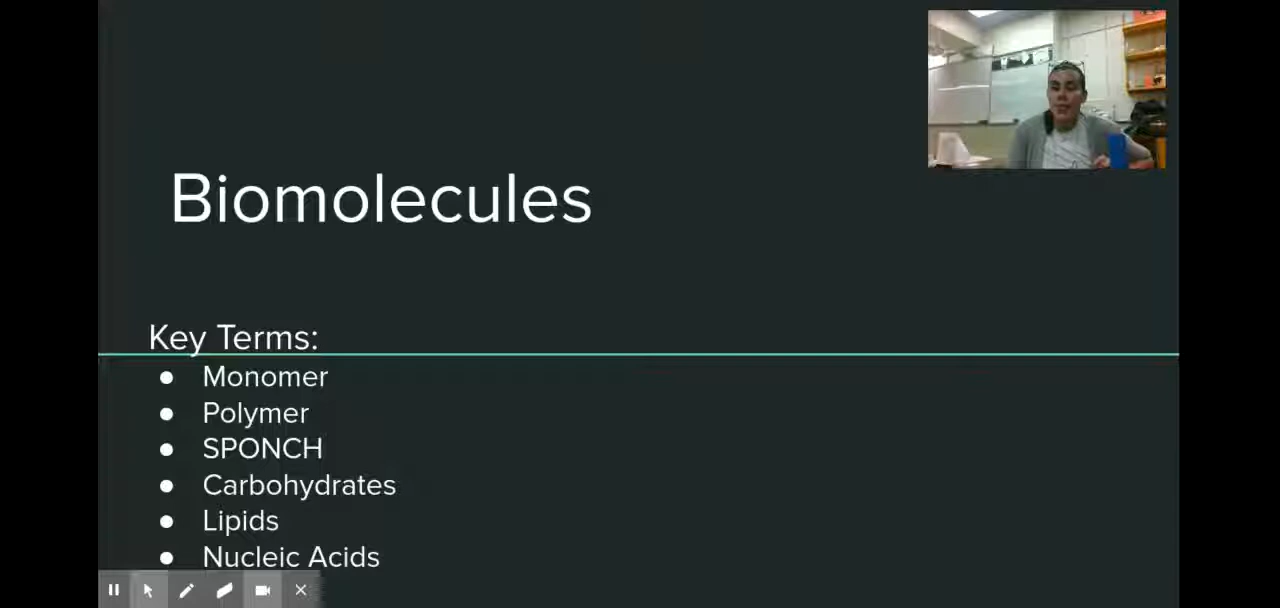 Biomolecules
Key Terms:
● Monomer
● Polymer
● SPONCH
● Carbohydrates
● Lipids
● Nucleic Acids